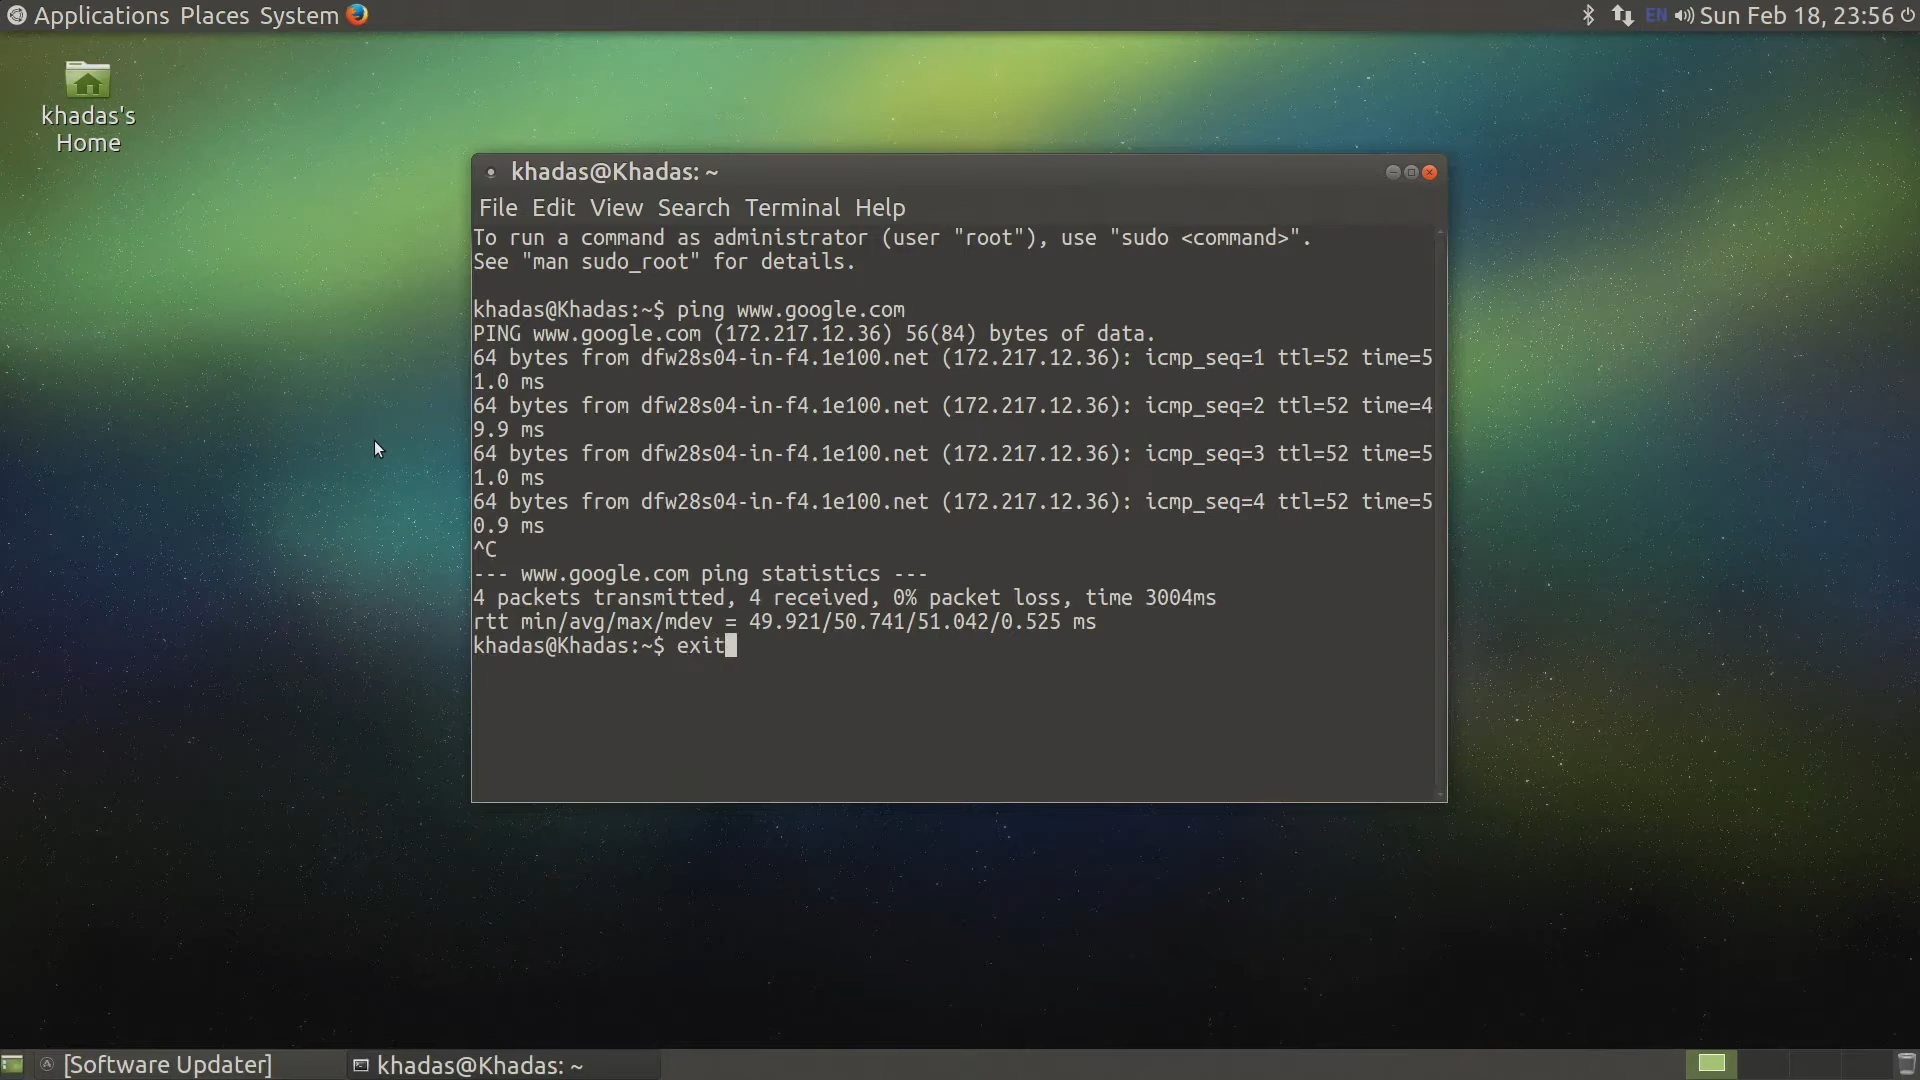 Applications Places System EN Sun Feb 18, 23:56
khadas's
Home
khadas@Khadas: ~
File Edit View Search Terminal Help
To run a command as administrator (user "root"), use "sudo <command>".
See "man sudo_root" for details.
khadas@Khadas:~$ ping www.google.com
PING www.google.com (172.217.12.36) 56(84) bytes of data.
64 bytes from dfw28s04-in-f4.1e100.net (172.217.12.36): icmp_seq=1 ttl=52 time=5
1.0 ms
64 bytes from dfw28s04-in-f4.1e100.net (172.217.12.36): icmp_seq=2 ttl=52 time=4
9.9 ms
64 bytes from dfw28s04-in-f4.1e100.net (172.217.12.36): icmp_seq=3 ttl=52 time=5
1.0 ms
64 bytes from dfw28s04-in-f4.1e100.net (172.217.12.36): icmp_seq=4 ttl=52 time=5
0.9 ms
^C
--- www.google.com ping statistics ---
4 packets transmitted, 4 received, 0% packet loss, time 3004ms
rtt min/avg/max/mdev = 49.921/50.741/51.042/0.525 ms
khadas@Khadas:~$ exit
[Software Updater] khadas@Khadas: ~